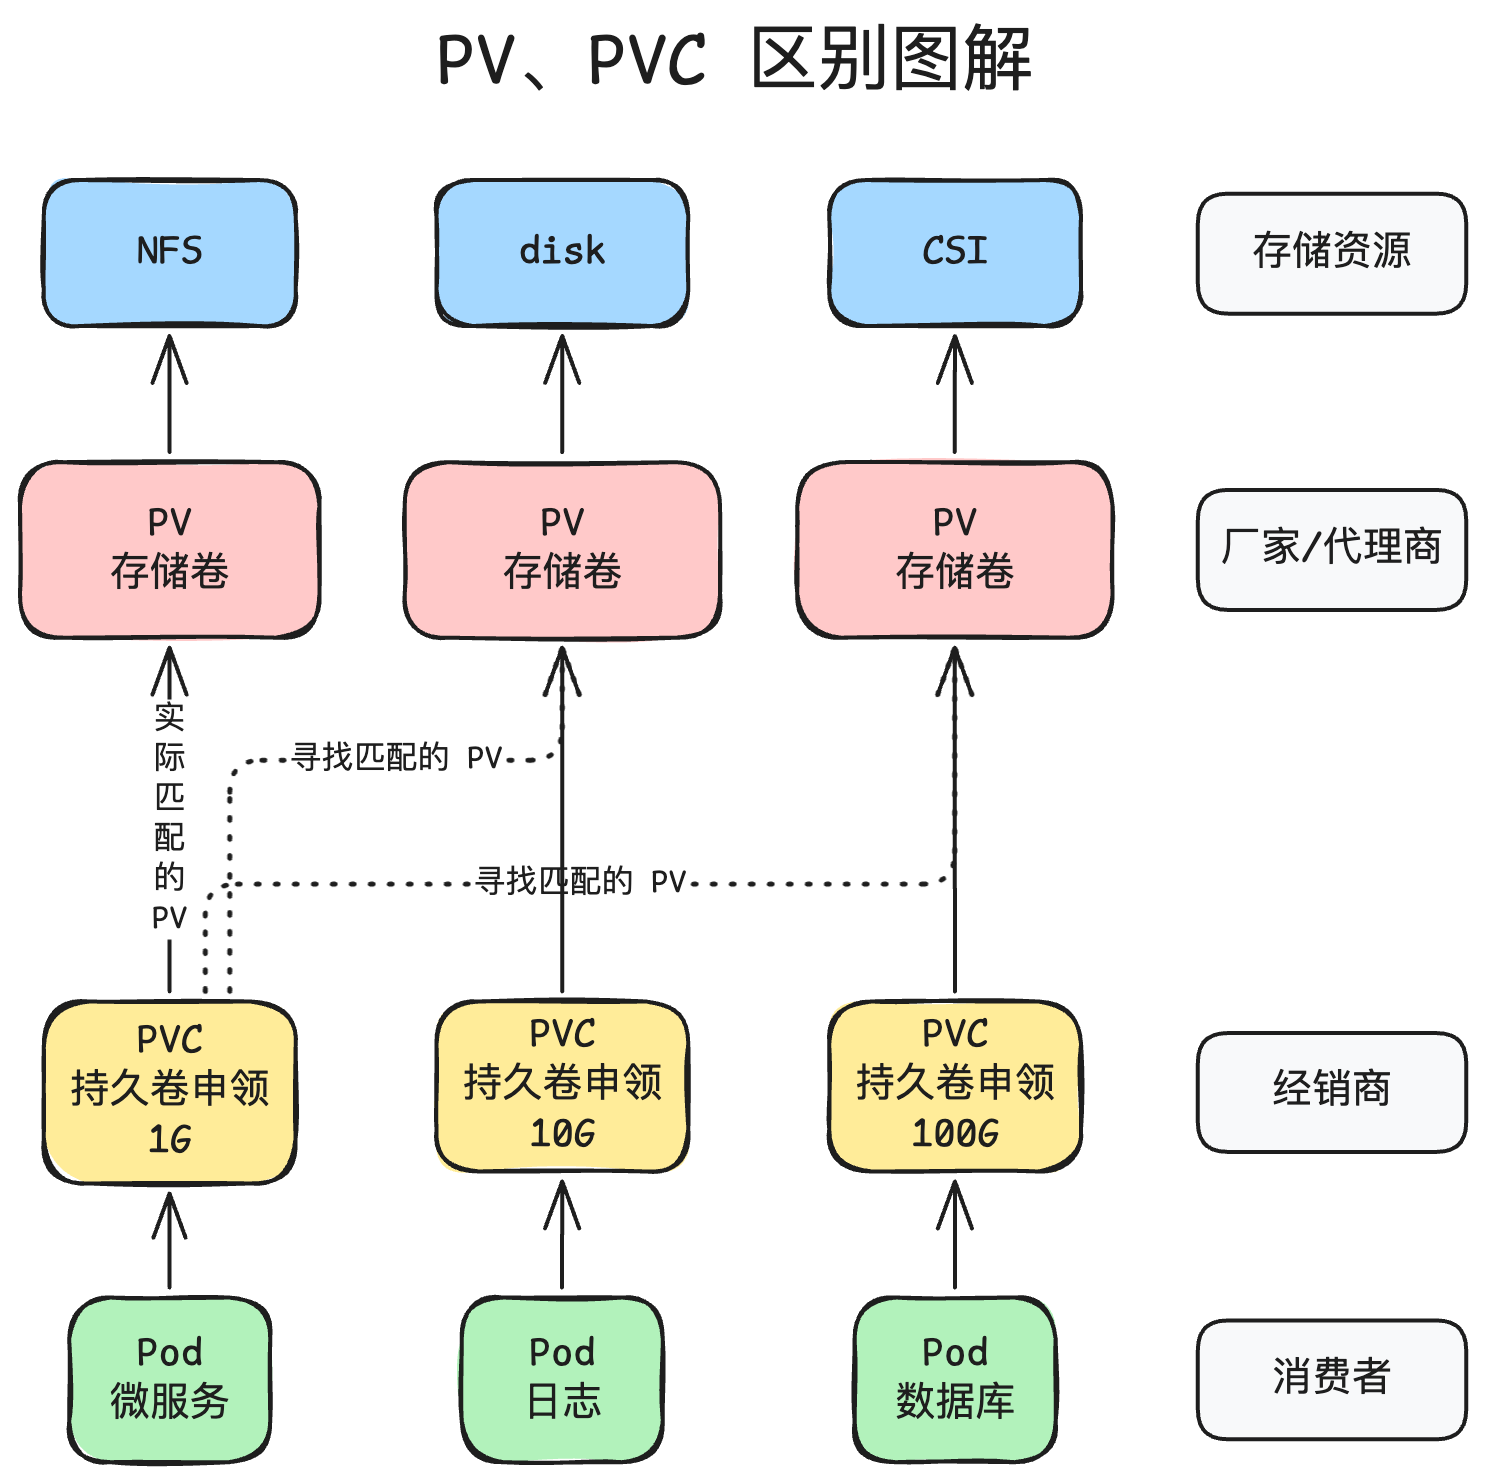 PV、PVC 区别图解
NFS
disk
CSI
存储资源
PV
存储卷
PV
存储卷
PV
存储卷
厂家/代理商
实
际
匹
配
的
PV
寻找匹配的 PV
寻找匹配的 PV
PVC
持久卷申领
1G
PVC
持久卷申领
10G
PVC
持久卷申领
100G
经销商
Pod
微服务
Pod
日志
Pod
数据库
消费者